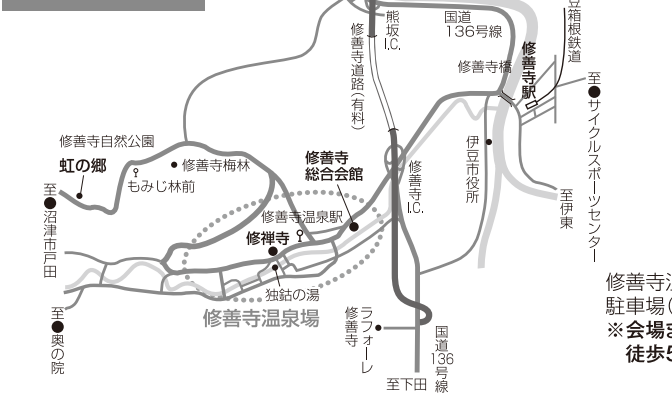 熊坂
I.C.
国道
136号線
豆箱根鉄道
修善寺道路(有料)
修善寺橋
修善寺駅
至●サイクルスポーツセンター
修善寺自然公園
虹の郷
修善寺梅林
もみじ林前
修善寺
総合会館
修善寺
I.C.
伊豆市役所
至伊東
至●沼津市戸田
修善寺温泉駅
修禅寺
独鈷の湯
修善寺温泉場
至●奥の院
ラフォーレ
修善寺
国道
136
号線
至下田
修善寺温
駐車場(
※会場ま
徒歩5